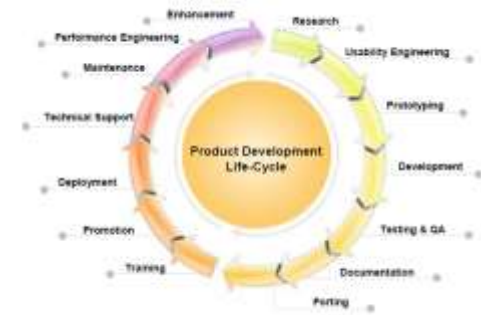 Enhancement
Research
Performance Engineering
Usability Engineering
Maintenance
Prototyping
Technical Support
Product Development
Life-Cycle
Development
Deployment
Promotion
Testing & QA
Training
Documentation
Porting